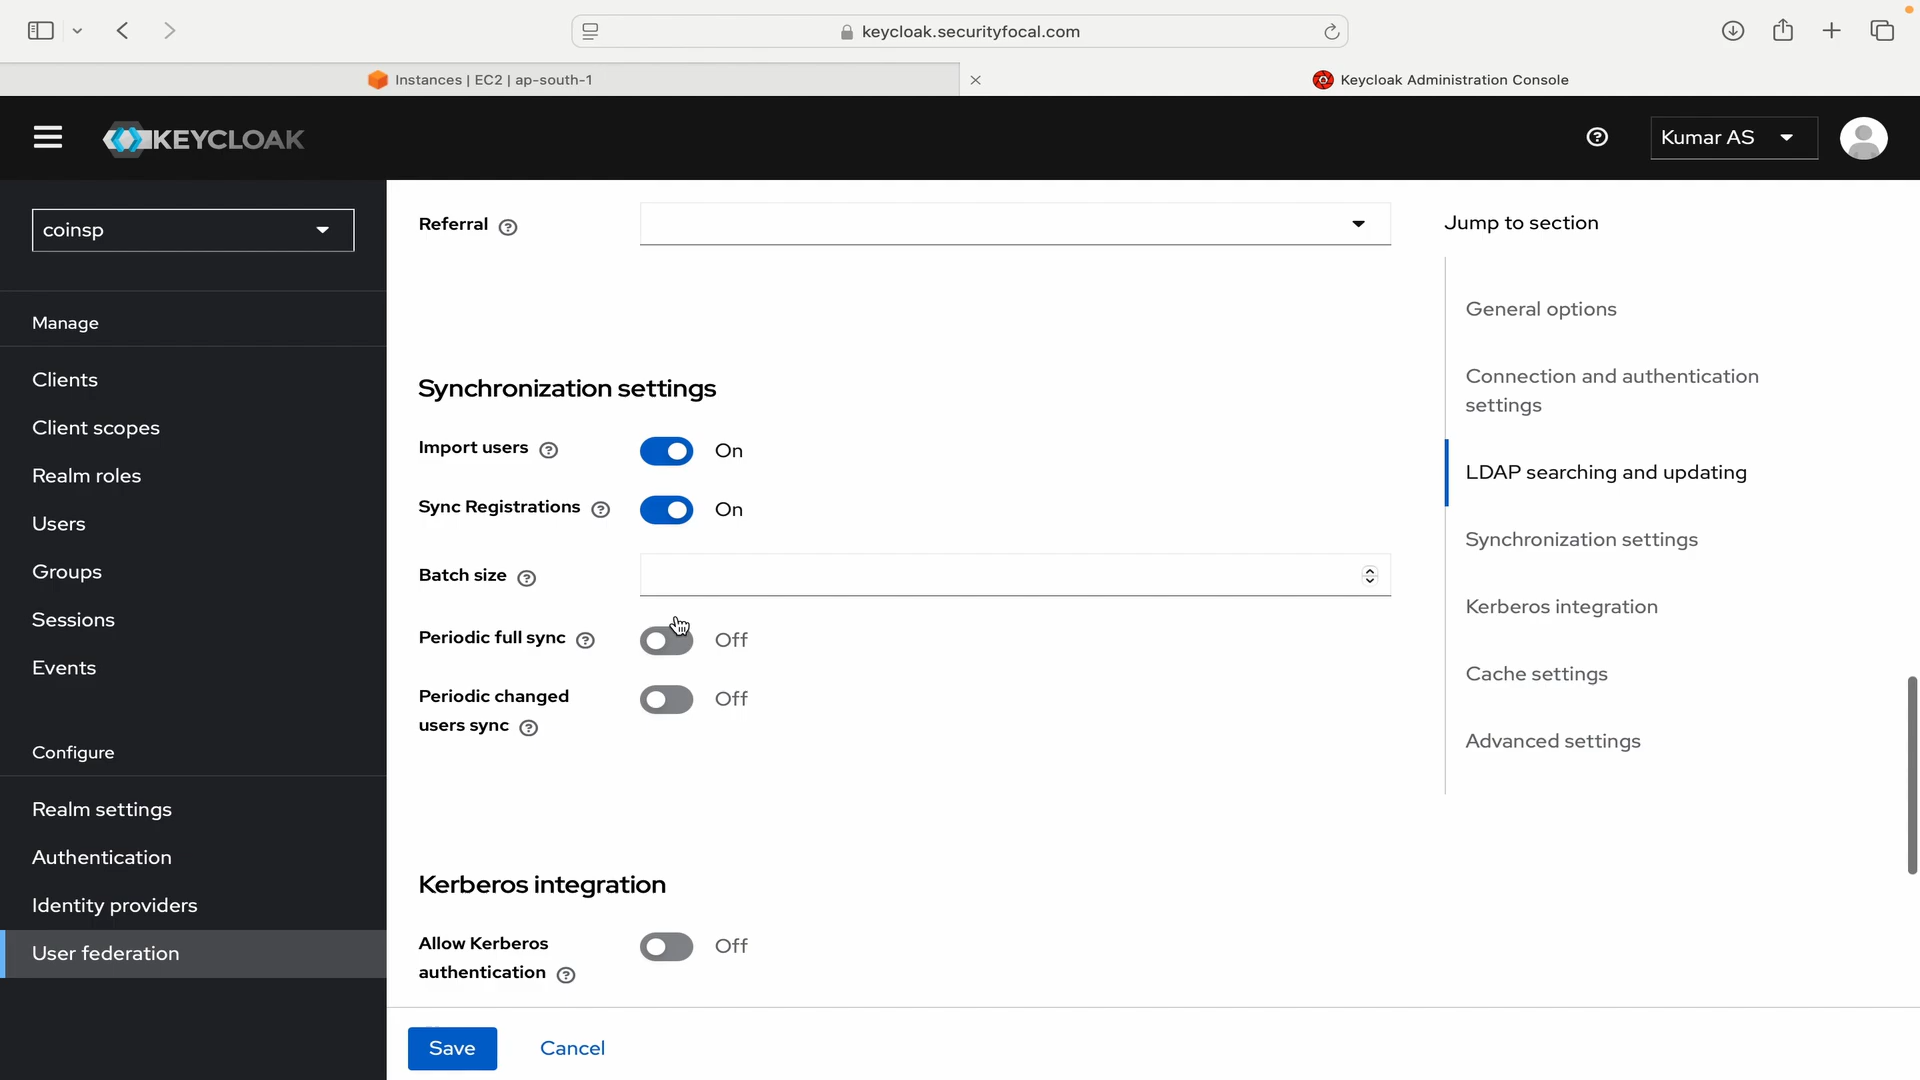 keycloak.securityfocal.com
Instances | EC2 | ap-south-1
Keycloak Administration Console
KEYCLOAK
Kumar AS
coinsp
Manage
Clients
Client scopes
Realm roles
Users
Groups
Sessions
Events
Configure
Realm settings
Authentication
Identity providers
User federation
Referral
Synchronization settings
Import users
On
Sync Registrations
On
Batch size
Periodic full sync
Off
Periodic changed
users sync
Off
Kerberos integration
Allow Kerberos
authentication
Off
Save
Cancel
Jump to section
General options
Connection and authentication
settings
LDAP searching and updating
Synchronization settings
Kerberos integration
Cache settings
Advanced settings